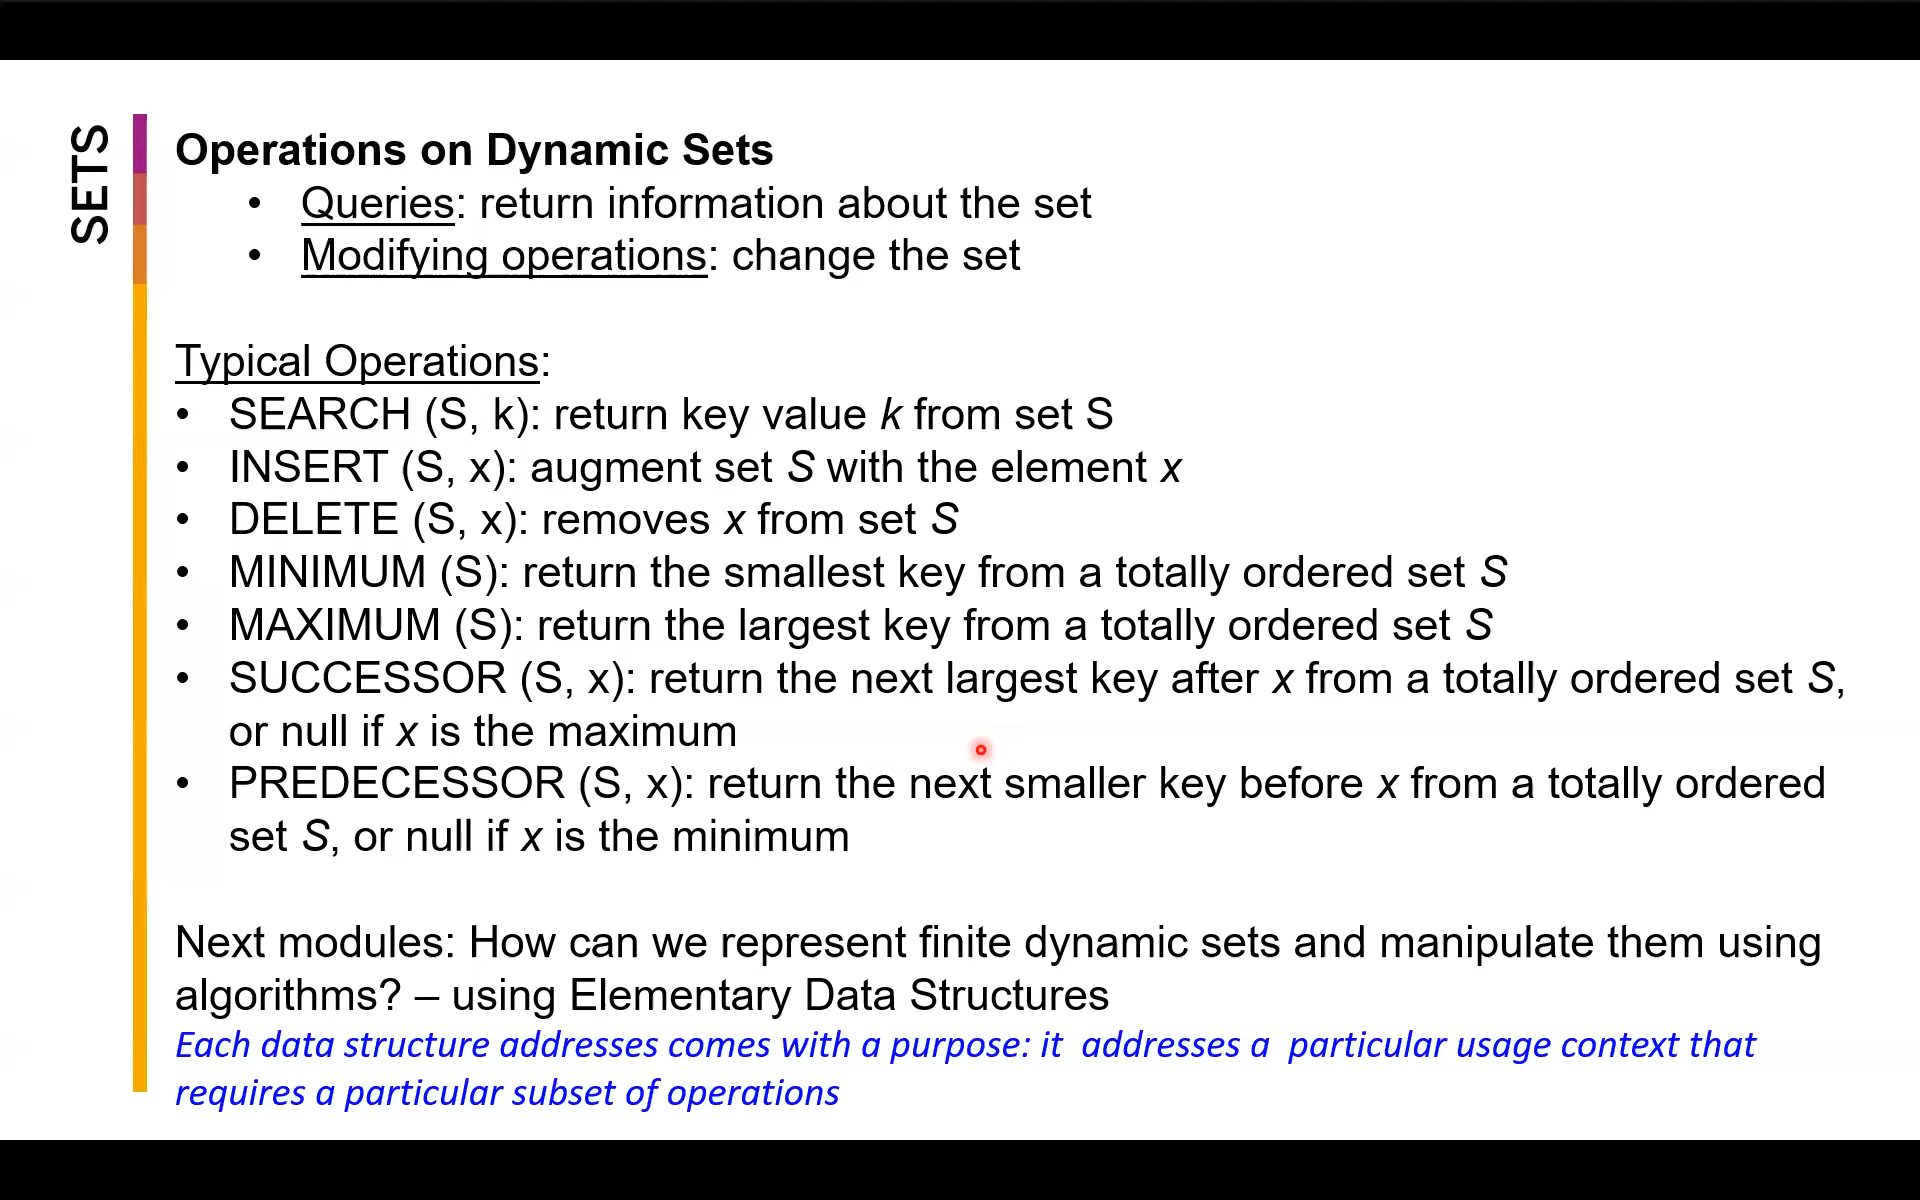 SETS
Operations on Dynamic Sets
• Queries: return information about the set
• Modifying operations: change the set
Typical Operations:
• SEARCH (S, k): return key value k from set S
• INSERT (S, x): augment set S with the element x
• DELETE (S, x): removes x from set S
• MINIMUM (S): return the smallest key from a totally ordered set S
• MAXIMUM (S): return the largest key from a totally ordered set S
• SUCCESSOR (S, x): return the next largest key after x from a totally ordered set S,
or null if x is the maximum
• PREDECESSOR (S, x): return the next smaller key before x from a totally ordered
set S, or null if x is the minimum
Next modules: How can we represent finite dynamic sets and manipulate them using
algorithms? – using Elementary Data Structures
Each data structure addresses comes with a purpose: it  addresses a  particular usage context that
requires a particular subset of operations